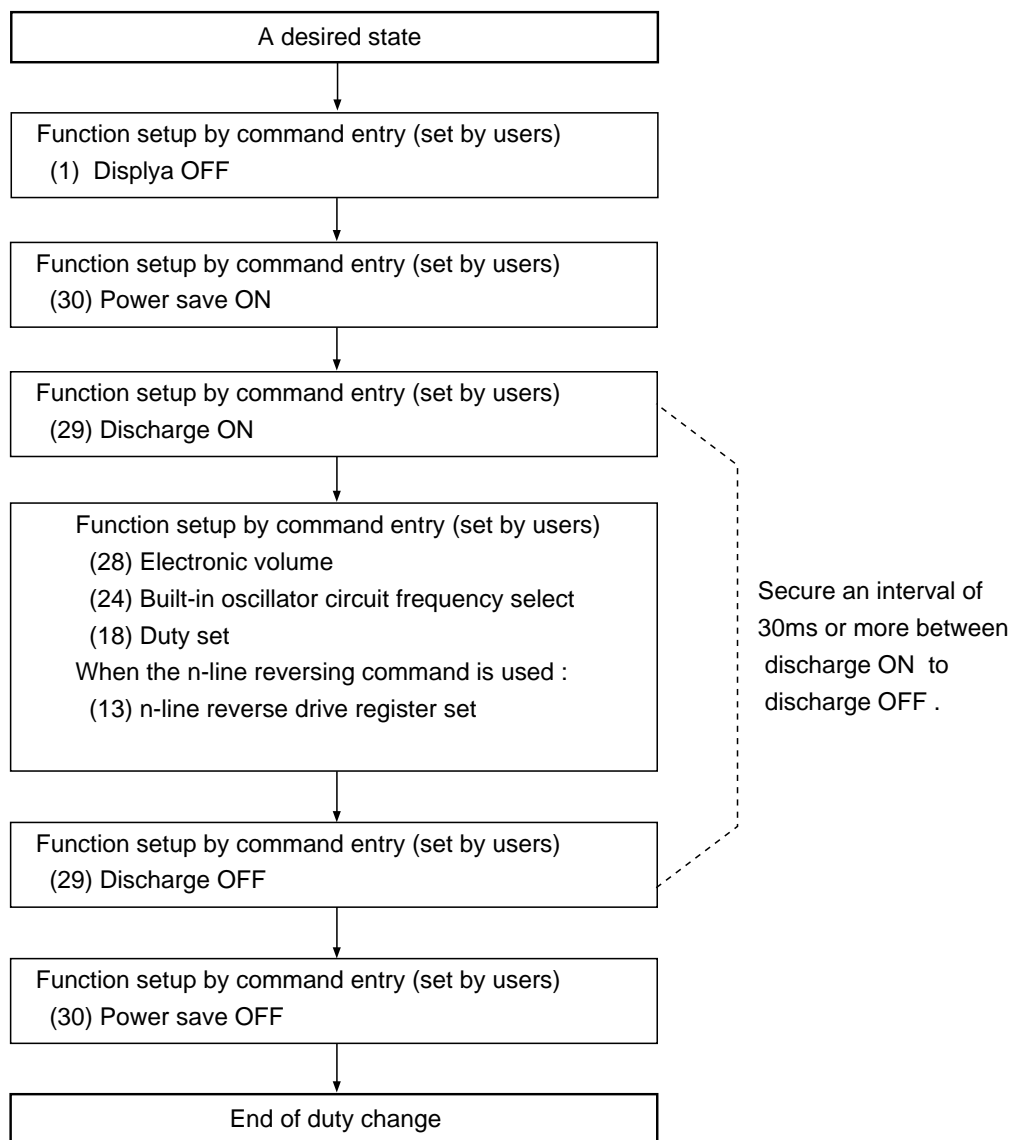 A desired state
Function setup by command entry (set by users)
(1) Displya OFF
Function setup by command entry (set by users)
(30) Power save ON
Function setup by command entry (set by users)
(29) Discharge ON
Function setup by command entry (set by users)
(28) Electronic volume
(24) Built-in oscillator circuit frequency select
(18) Duty set
When the n-line reversing command is used :
(13) n-line reverse drive register set
Secure an interval of
30ms or more between
discharge ON to
discharge OFF .
Function setup by command entry (set by users)
(29) Discharge OFF
Function setup by command entry (set by users)
(30) Power save OFF
End of duty change